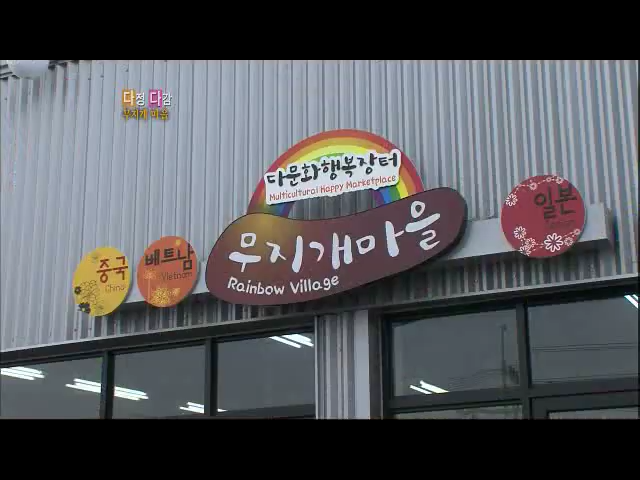 다정 다감
무지개 마을
다문화행복장터
Multicultural Happy Marketplace
무지개마을
Rainbow Village
중국
China
베트남
Vietnam
일본